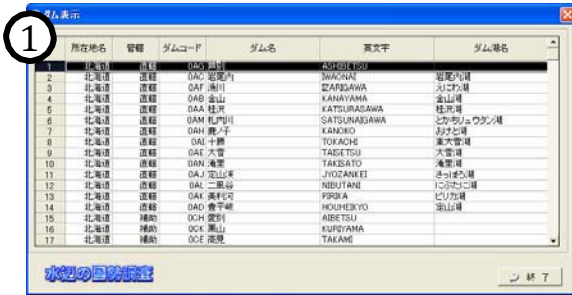 ダム表示
①
所在地名 管轄 ダムコード ダム名 英文字 ダム湖名
1 北海道 直轄 0AG 芦別 ASHIBETSU
2 北海道 直轄 0AC 岩尾内 IWAONAI 岩尾内湖
3 北海道 直轄 0AF 漁川 IZARIGAWA えにわ湖
4 北海道 直轄 0AB 金山 KANAYAMA 金山湖
5 北海道 直轄 0AA 桂沢 KATSURASAWA 桂沢湖
6 北海道 直轄 0AM 札内川 SATSUNAIGAWA とかちリュウタン湖
7 北海道 直轄 0AH 鹿ノ子 KANOKO おけと湖
8 北海道 直轄 0AI 十勝 TOKACHI 東大雪湖
9 北海道 直轄 0AE 大雪 TAISETSU 大雪湖
10 北海道 直轄 0AN 滝里 TAKISATO 滝里湖
11 北海道 直轄 0AJ 定山渓 JYOZANKEI さっぽろ湖
12 北海道 直轄 0AL 二風谷 NIBUTANI にぶたに湖
13 北海道 直轄 0AK 美利河 PIRIKA ピリカ湖
14 北海道 直轄 0AD 豊平峡 HOUHEIKYO 定山湖
15 北海道 補助 0CH 愛別 AIBETSU
16 北海道 補助 0CK 栗山 KURIYAMA
17 北海道 補助 0CE 高見 TAKAMI
水辺の国勢調査
終了